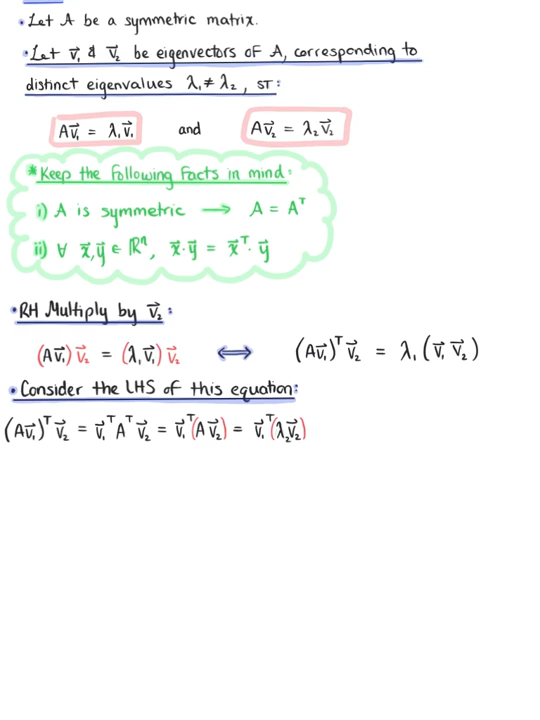 • Let A be a symmetric matrix.
• Let v⃗₁ & v⃗₂ be eigenvectors of A, corresponding to
distinct eigenvalues λ₁ ≠ λ₂, ST:
Av⃗₁ = λ₁v⃗₁ and Av⃗₂ = λ₂v⃗₂
*Keep the Following Facts in mind:
i) A is symmetric → A = Aᵀ
ii) ∀ x⃗,y⃗ ∈ ℝⁿ, x⃗·y⃗ = x⃗ᵀ·y⃗
• RH Multiply by v⃗₂:
(Av⃗₁)v⃗₂ = (λ₁v⃗₁)v⃗₂ ⟺ (Av⃗₁)ᵀv⃗₂ = λ₁(v⃗₁v⃗₂)
• Consider the LHS of this equation:
(Av⃗₁)ᵀv⃗₂ = v⃗₁ᵀAᵀv⃗₂ = v⃗₁ᵀ(Av⃗₂) = v⃗₁ᵀ(λ₂v⃗₂)